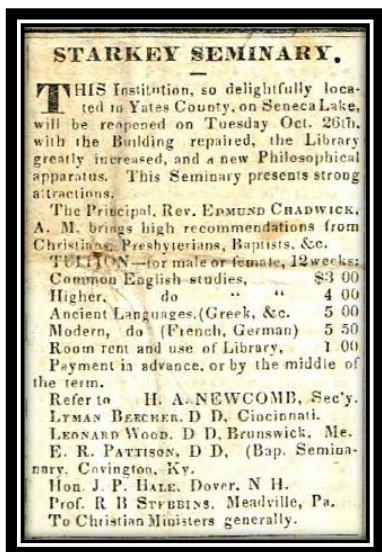 STARKEY SEMINARY.
THIS Institution, so delightfully loca-
ted in Yates County, on Seneca Lake,
will be reopened on Tuesday Oct. 26th,
with the Building repaired, the Library
greatly increased, and a new Philosophical
apparatus. This Seminary presents strong
attractions.
The Principal, Rev. EDMUND CHADWICK,
A. M. brings high recommendations from
Christians, Presbyterians, Baptists, &c.
TUITION—for male or female, 12 weeks:
Common English studies, $3 00
Higher, do " " 4 00
Ancient Languages, (Greek, &c. 5 00
Modern, do (French, German) 5 50
Room rent and use of Library, 1 00
Payment in advance, or by the middle of
the term.
Refer to H. A. NEWCOMB, Sec'y.
LYMAN BEECHER, D D, Cincinnati.
LEONARD WOOD, D D, Brunswick, Me.
E. R. PATTISON, D D, (Bap. Semina-
nary, Covington, Ky.
Hon. J. P. HALE, Dover, N H.
Prof. R B STEBBINS, Meadville, Pa.
To Christian Ministers generally.